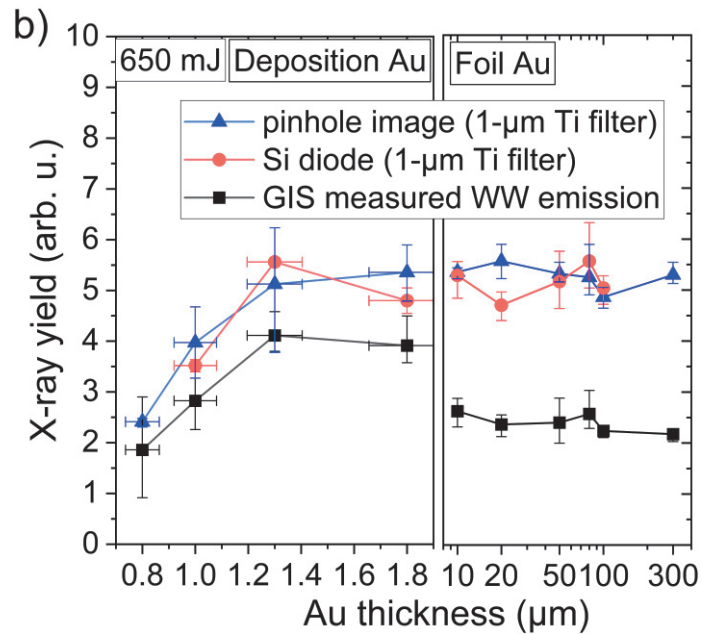 b)
650 mJ
Deposition Au
Foil Au
pinhole image (1-μm Ti filter)
Si diode (1-μm Ti filter)
GIS measured WW emission
X-ray yield (arb. u.)
10
9
8
7
6
5
4
3
2
1
0
0.8 1.0 1.2 1.4 1.6 1.8
10 20 50 100 300
Au thickness (μm)